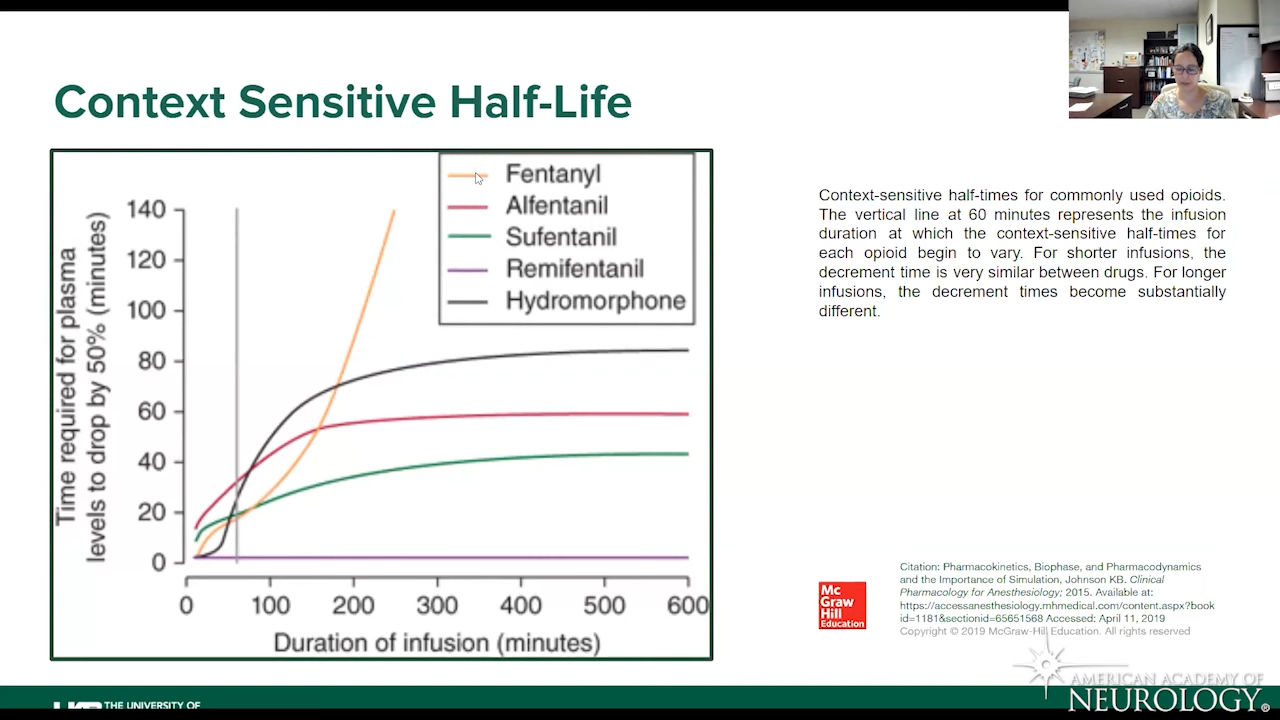 Context Sensitive Half-Life
Fentanyl
Alfentanil
Sufentanil
Remifentanil
Hydromorphone
Time required for plasma
levels to drop by 50% (minutes)
140
120
100
80
60
40
20
0
0 100 200 300 400 500 600
Duration of infusion (minutes)
Context-sensitive half-times for commonly used opioids.
The vertical line at 60 minutes represents the infusion
duration at which the context-sensitive half-times for
each opioid begin to vary. For shorter infusions, the
decrement time is very similar between drugs. For longer
infusions, the decrement times become substantially
different.
Mc
Graw
Hill
Education
Citation: Pharmacokinetics, Biophase, and Pharmacodynamics
and the Importance of Simulation, Johnson KB. Clinical
Pharmacology for Anesthesiology; 2015. Available at:
https://accessanesthesiology.mhmedical.com/content.aspx?book
id=1181&sectionid=65651568 Accessed: April 11, 2019
Copyright © 2019 McGraw-Hill Education. All rights reserved
THE UNIVERSITY OF
AMERICAN ACADEMY OF
NEUROLOGY®